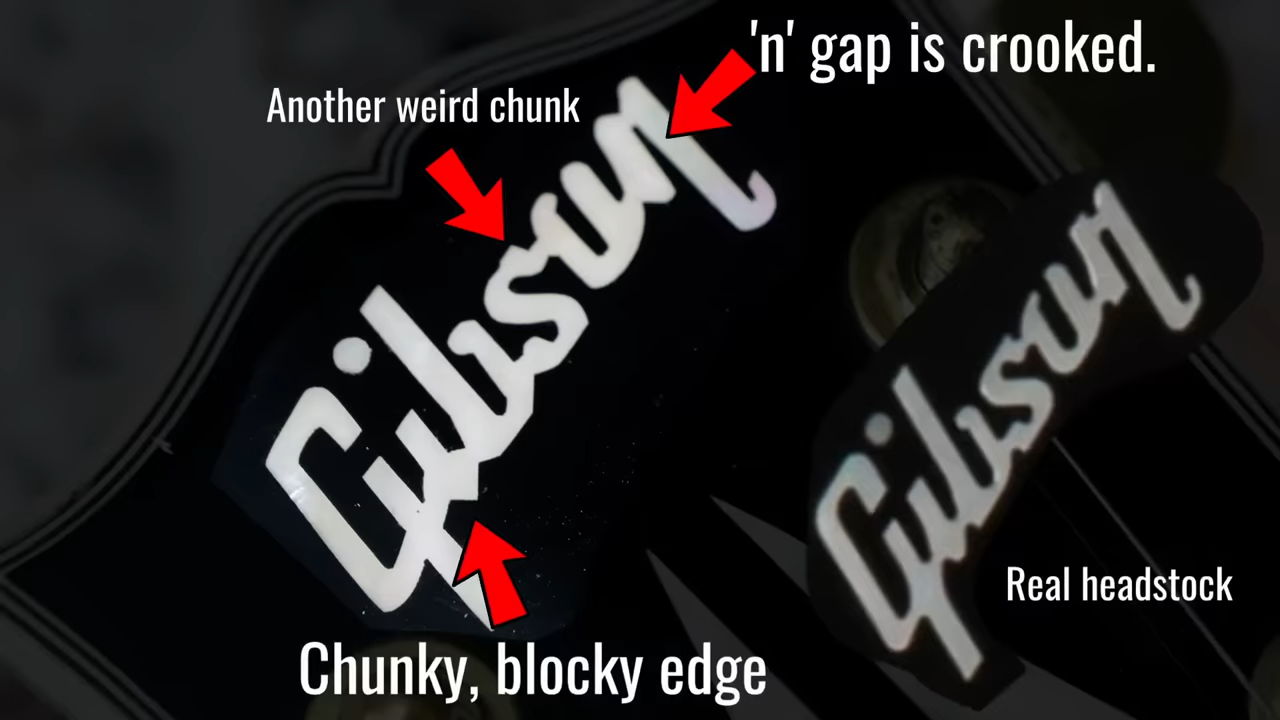 'n' gap is crooked.
Another weird chunk
Gibson
Gibson
Real headstock
Chunky, blocky edge